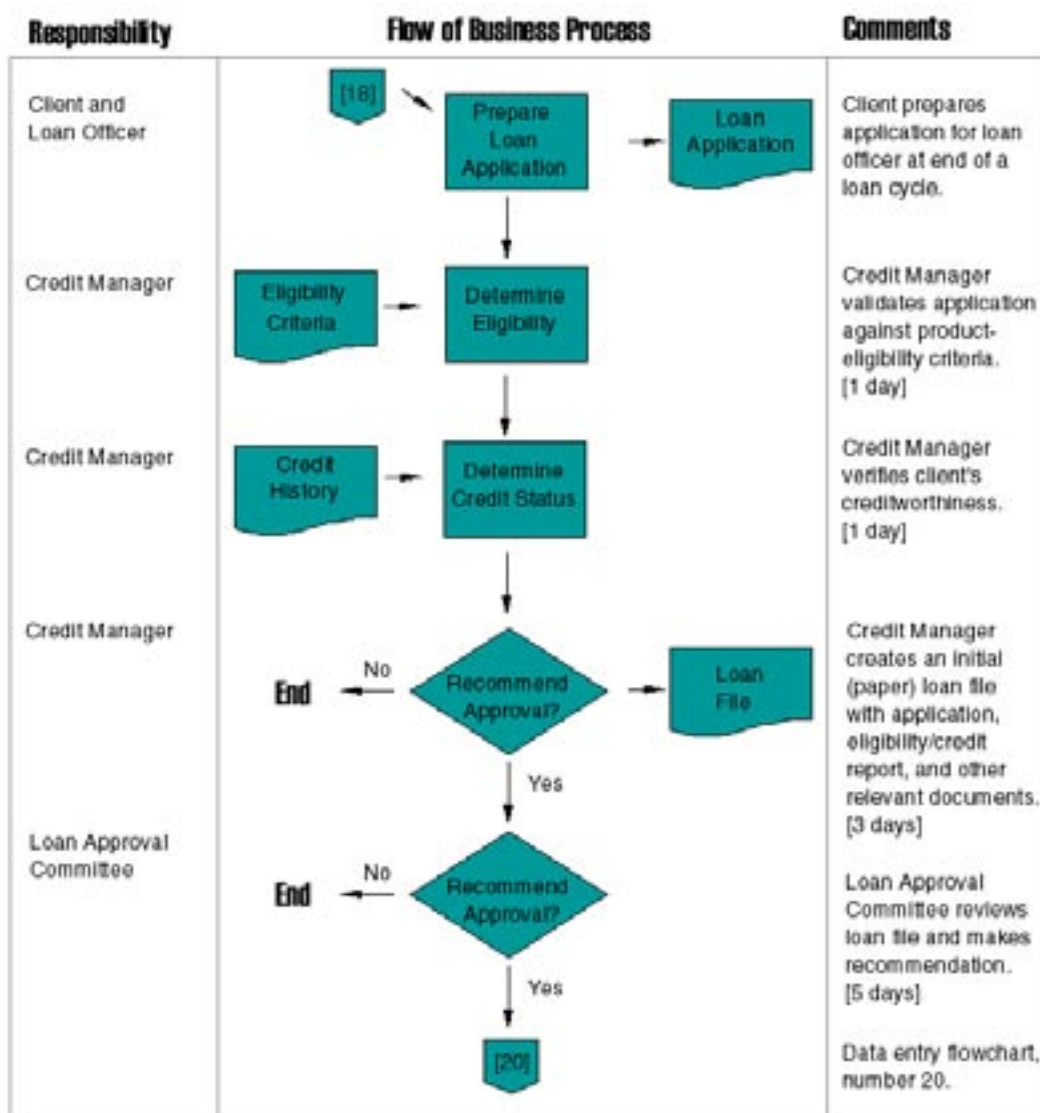 Responsibility
Flow of Business Process
Comments
Client and
Loan Officer
[18]
Prepare
Loan
Application
Loan
Application
Client prepares
application for loan
officer at end of a
loan cycle.
Credit Manager
Eligibility
Criteria
Determine
Eligibility
Credit Manager
validates application
against product-
eligibility criteria.
[1 day]
Credit Manager
Credit
History
Determine
Credit Status
Credit Manager
verifies client's
creditworthiness.
[1 day]
Credit Manager
End
No
Recommend
Approval?
Loan
File
Credit Manager
creates an initial
(paper) loan file
with application,
eligibility/credit
report, and other
relevant documents.
[3 days]
Yes
Loan Approval
Committee
End
No
Recommend
Approval?
Loan Approval
Committee reviews
loan file and makes
recommendation.
[5 days]
Yes
[20]
Data entry flowchart,
number 20.